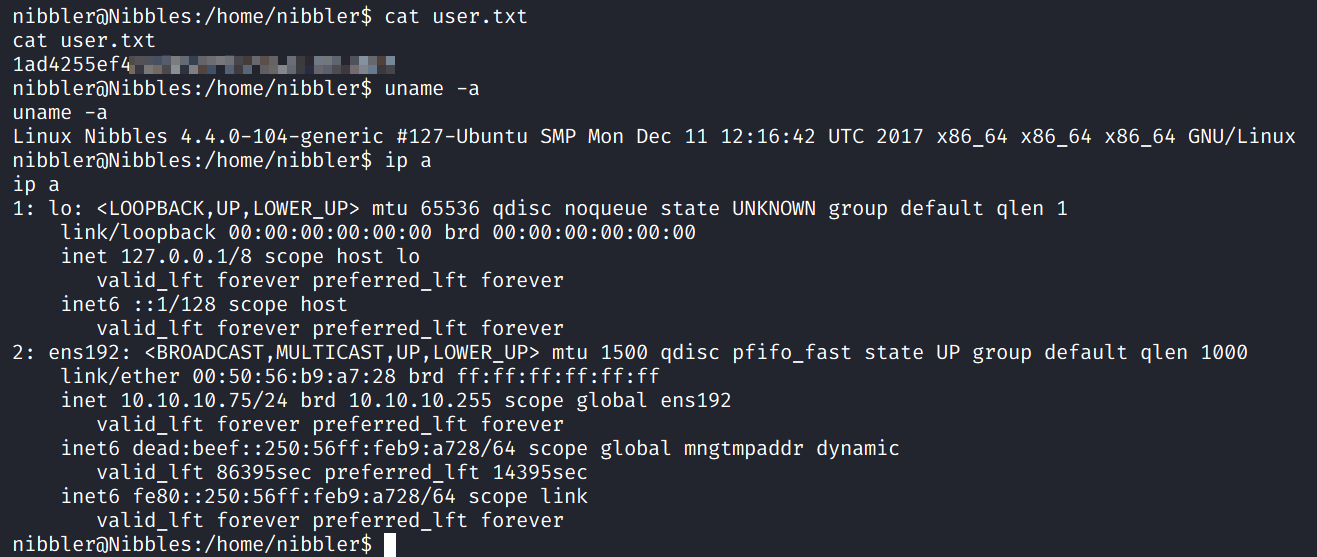 nibbler@Nibbles:/home/nibbler$ cat user.txt
cat user.txt
1ad4255ef4
nibbler@Nibbles:/home/nibbler$ uname -a
uname -a
Linux Nibbles 4.4.0-104-generic #127-Ubuntu SMP Mon Dec 11 12:16:42 UTC 2017 x86_64 x86_64 x86_64 GNU/Linux
nibbler@Nibbles:/home/nibbler$ ip a
ip a
1: lo: <LOOPBACK,UP,LOWER_UP> mtu 65536 qdisc noqueue state UNKNOWN group default qlen 1
    link/loopback 00:00:00:00:00:00 brd 00:00:00:00:00:00
    inet 127.0.0.1/8 scope host lo
       valid_lft forever preferred_lft forever
    inet6 ::1/128 scope host
       valid_lft forever preferred_lft forever
2: ens192: <BROADCAST,MULTICAST,UP,LOWER_UP> mtu 1500 qdisc pfifo_fast state UP group default qlen 1000
    link/ether 00:50:56:b9:a7:28 brd ff:ff:ff:ff:ff:ff
    inet 10.10.10.75/24 brd 10.10.10.255 scope global ens192
       valid_lft forever preferred_lft forever
    inet6 dead:beef::250:56ff:feb9:a728/64 scope global mngtmpaddr dynamic
       valid_lft 86395sec preferred_lft 14395sec
    inet6 fe80::250:56ff:feb9:a728/64 scope link
       valid_lft forever preferred_lft forever
nibbler@Nibbles:/home/nibbler$